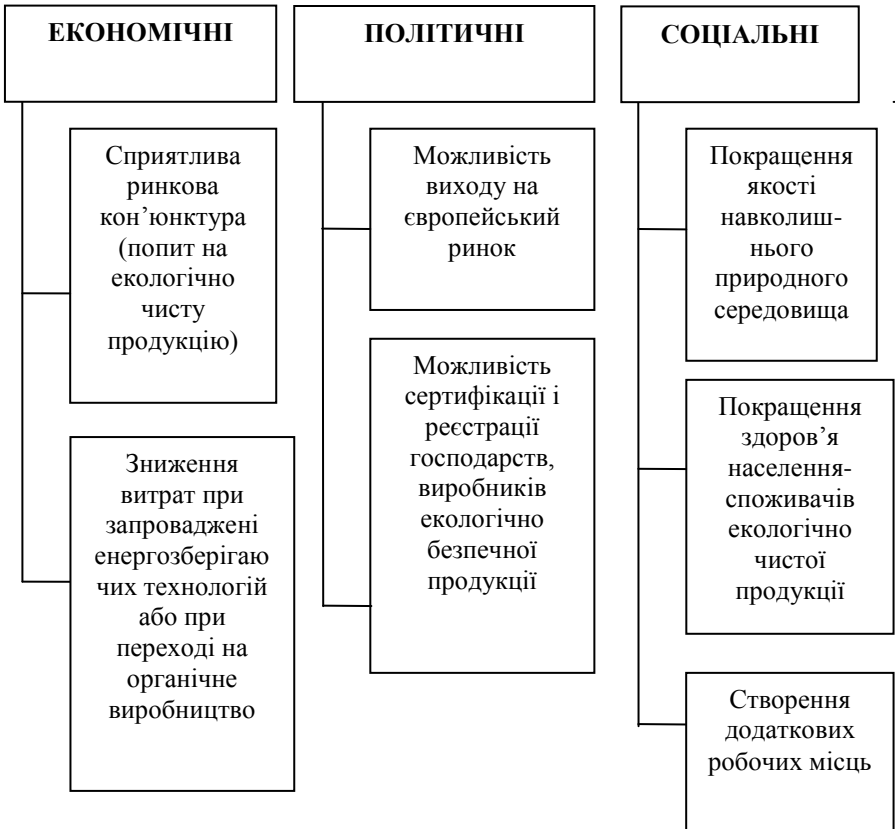 ЕКОНОМІЧНІ
Сприятлива
ринкова
кон’юнктура
(попит на
екологічно
чисту
продукцію)
Зниження
витрат при
запроваджені
енергозберігаю
чих технологій
або при
переході на
органічне
виробництво
ПОЛІТИЧНІ
Можливість
виходу на
європейський
ринок
Можливість
сертифікації і
реєстрації
господарств,
виробників
екологічно
безпечної
продукції
СОЦІАЛЬНІ
Покращення
якості
навколиш-
нього
природного
середовища
Покращення
здоров’я
населення-
споживачів
екологічно
чистої
продукції
Створення
додаткових
робочих місць